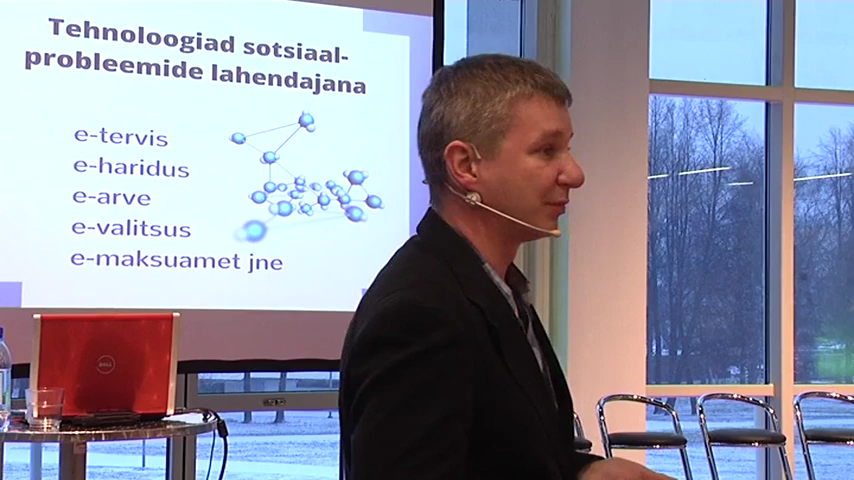 Tehnoloogiad sotsiaal-
probleemide lahendajana
e-tervis
e-haridus
e-arve
e-valitsus
e-maksuamet jne
DELL